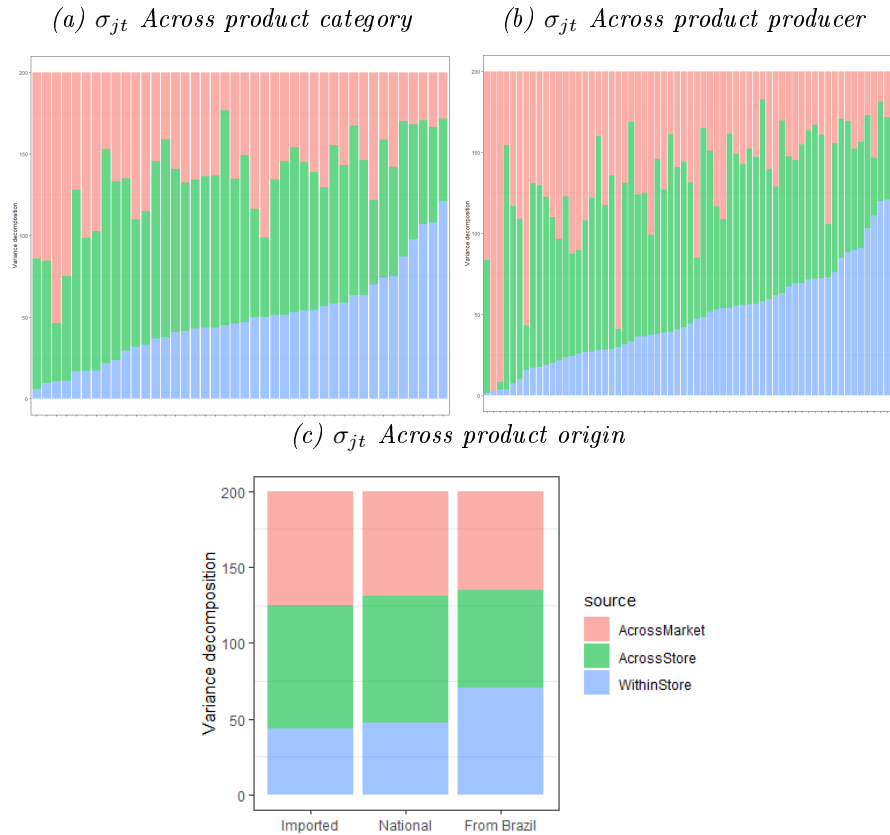 (a) σjt Across product category
(b) σjt Across product producer
200
150
100
50
0
Variance decomposition
200
150
100
50
0
Variance decomposition
(c) σjt Across product origin
200
150
100
50
0
Variance decomposition
Imported
National
From Brazil
source
AcrossMarket
AcrossStore
WithinStore